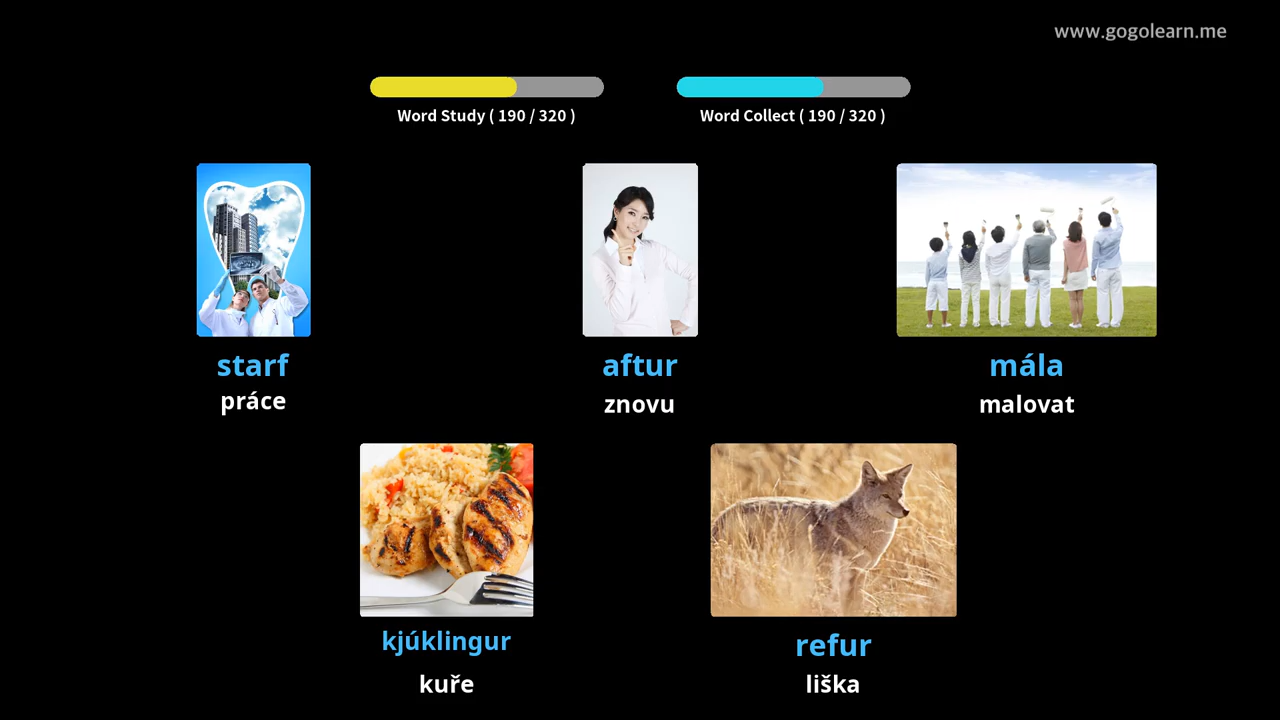 www.gogolearn.me
Word Study ( 190 / 320 )
Word Collect ( 190 / 320 )
starf
práce
aftur
znovu
mála
malovat
kjúklingur
kuře
refur
liška